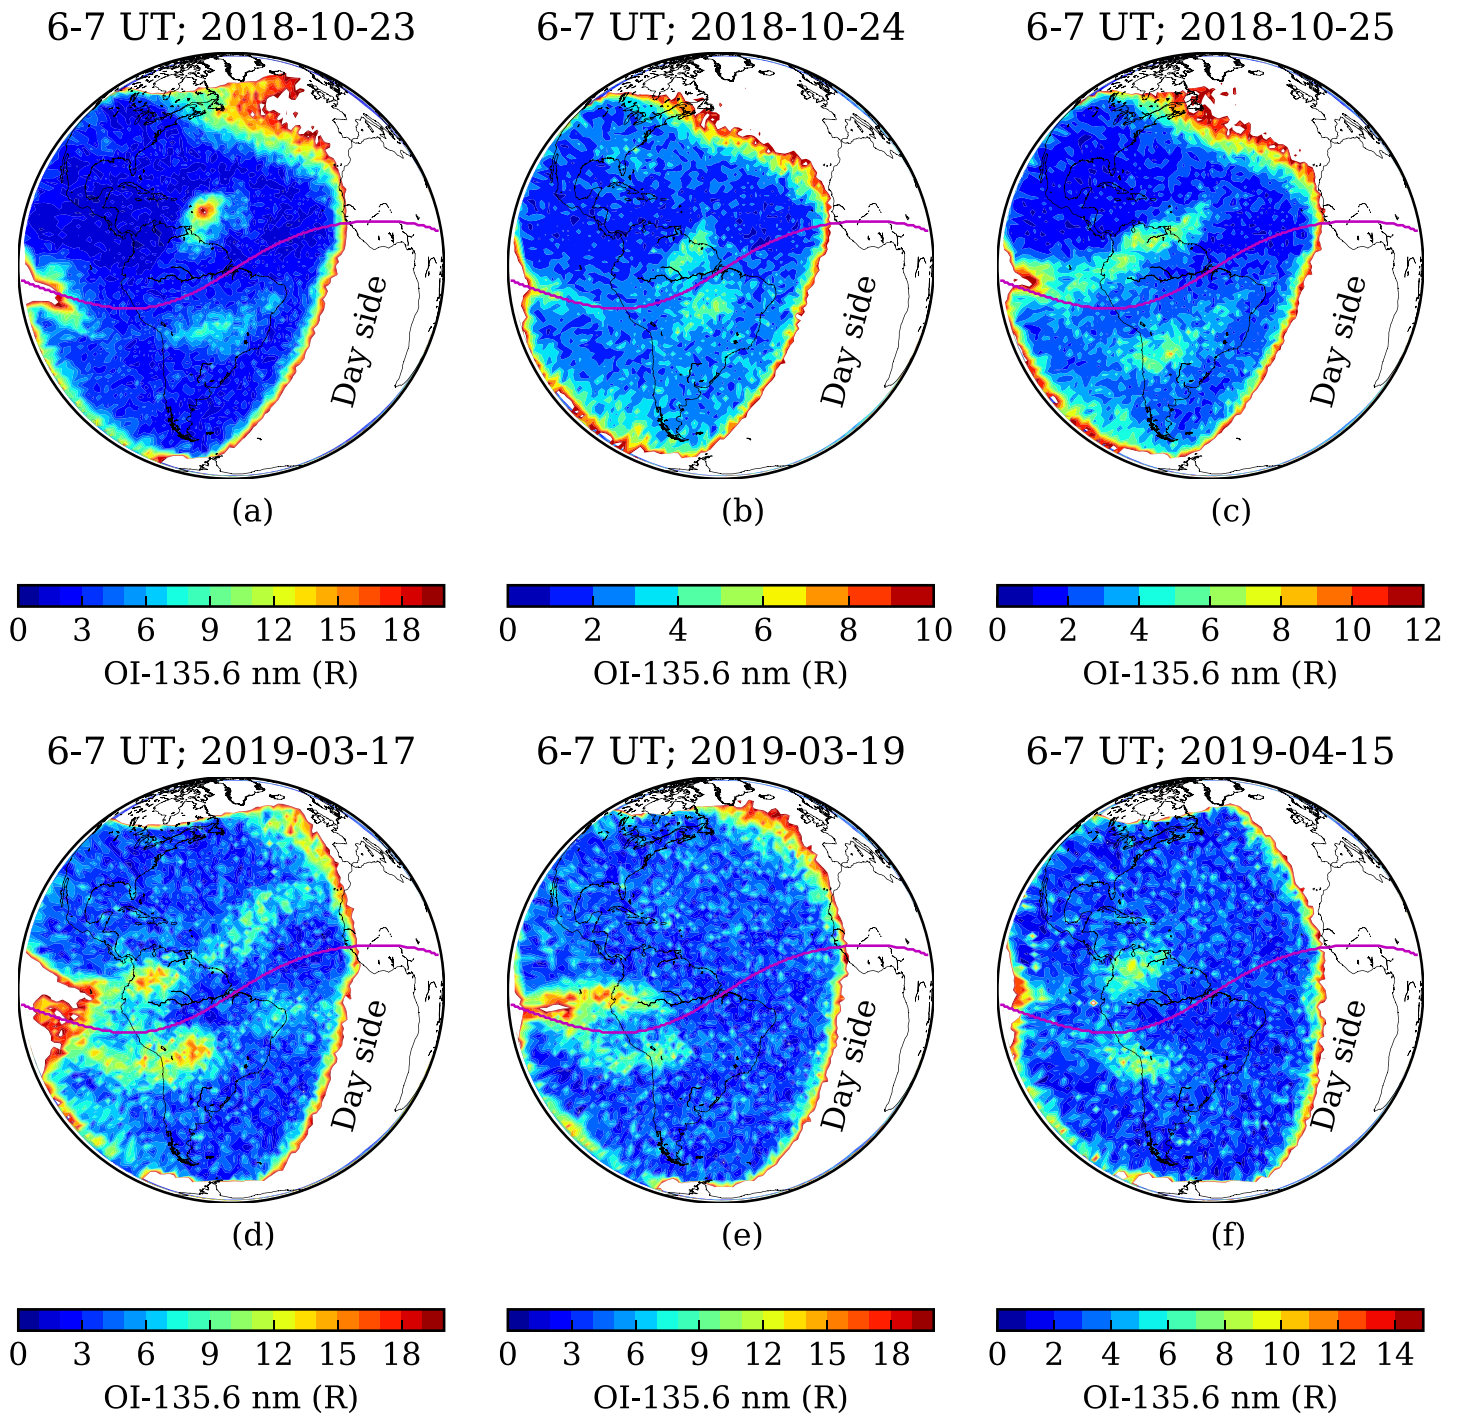 6-7 UT; 2018-10-23
6-7 UT; 2018-10-24
6-7 UT; 2018-10-25
Day side
Day side
Day side
(a)
(b)
(c)
0 3 6 9 12 15 18
0 2 4 6 8 10
0 2 4 6 8 10 12
OI-135.6 nm (R)
OI-135.6 nm (R)
OI-135.6 nm (R)
6-7 UT; 2019-03-17
6-7 UT; 2019-03-19
6-7 UT; 2019-04-15
Day side
Day side
Day side
(d)
(e)
(f)
0 3 6 9 12 15 18
0 3 6 9 12 15 18
0 2 4 6 8 10 12 14
OI-135.6 nm (R)
OI-135.6 nm (R)
OI-135.6 nm (R)